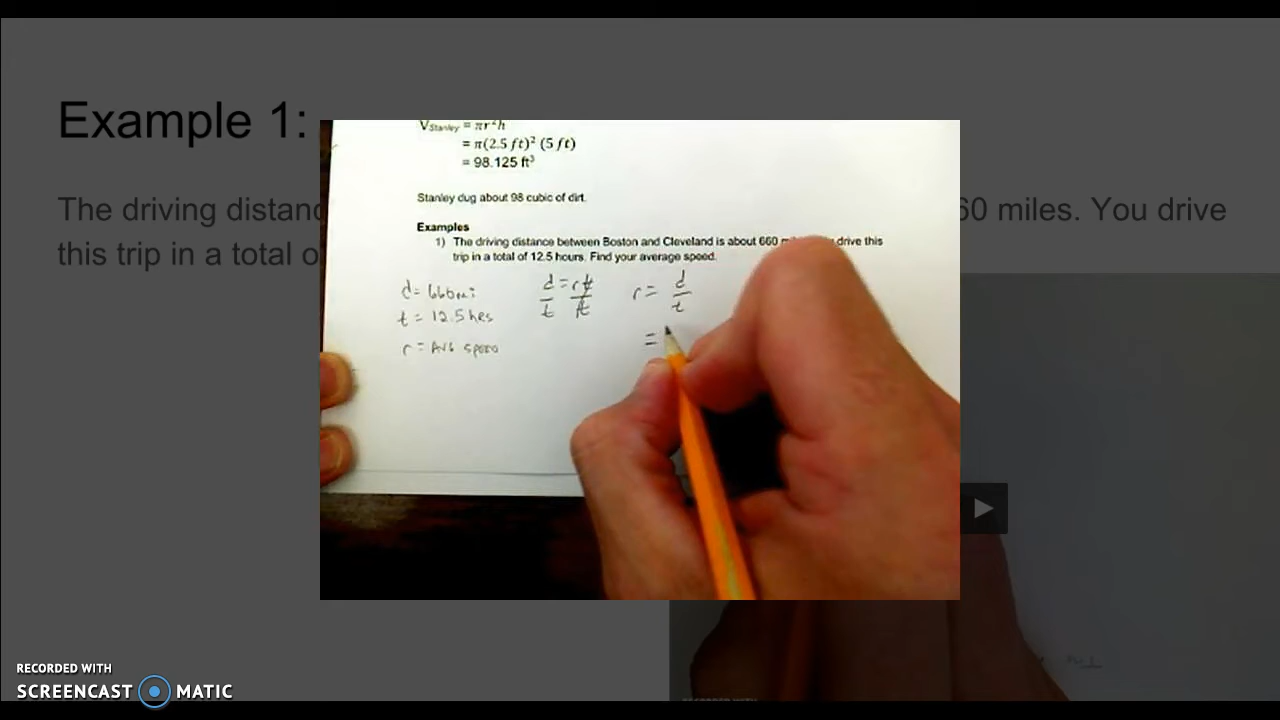 Example 1:
The driving distanc 60 miles. You drive
this trip in a total o
VStanley = πr²h
= π(2.5 ft)² (5 ft)
= 98.125 ft³
Stanley dug about 98 cubic of dirt.
Examples
1) The driving distance between Boston and Cleveland is about 660 drive this
trip in a total of 12.5 hours. Find your average speed.
d = 660mi
t = 12.5 hrs
r = AVG SPEED
d = rt
t t
r = d
t
=
RECORDED WITH
SCREENCAST MATIC